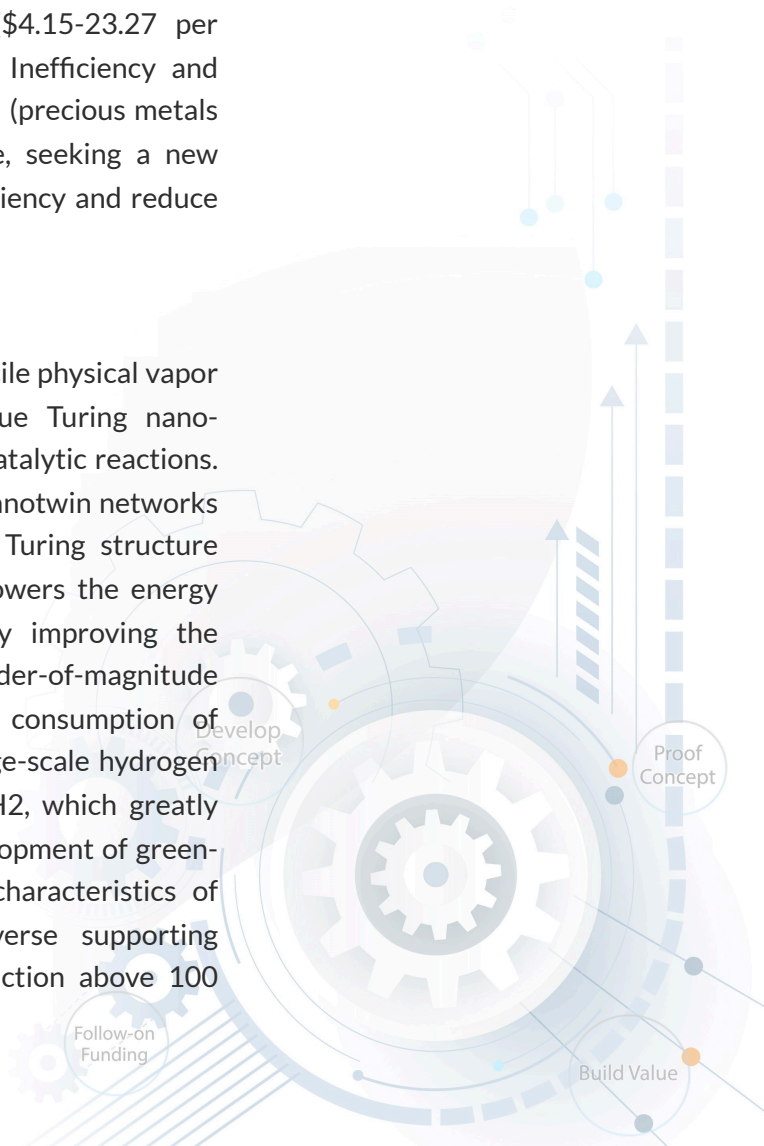 $4.15-23.27 per
Inefficiency and
(precious metals
, seeking a new
iency and reduce
ile physical vapor
ue Turing nano-
atalytic reactions.
notwin networks
Turing structure
owers the energy
y improving the
der-of-magnitude
consumption of
ge-scale hydrogen
H2, which greatly
opment of green-
characteristics of
verse supporting
ction above 100
Develop
Concept
Proof
Concept
Follow-on
Funding
Build Value